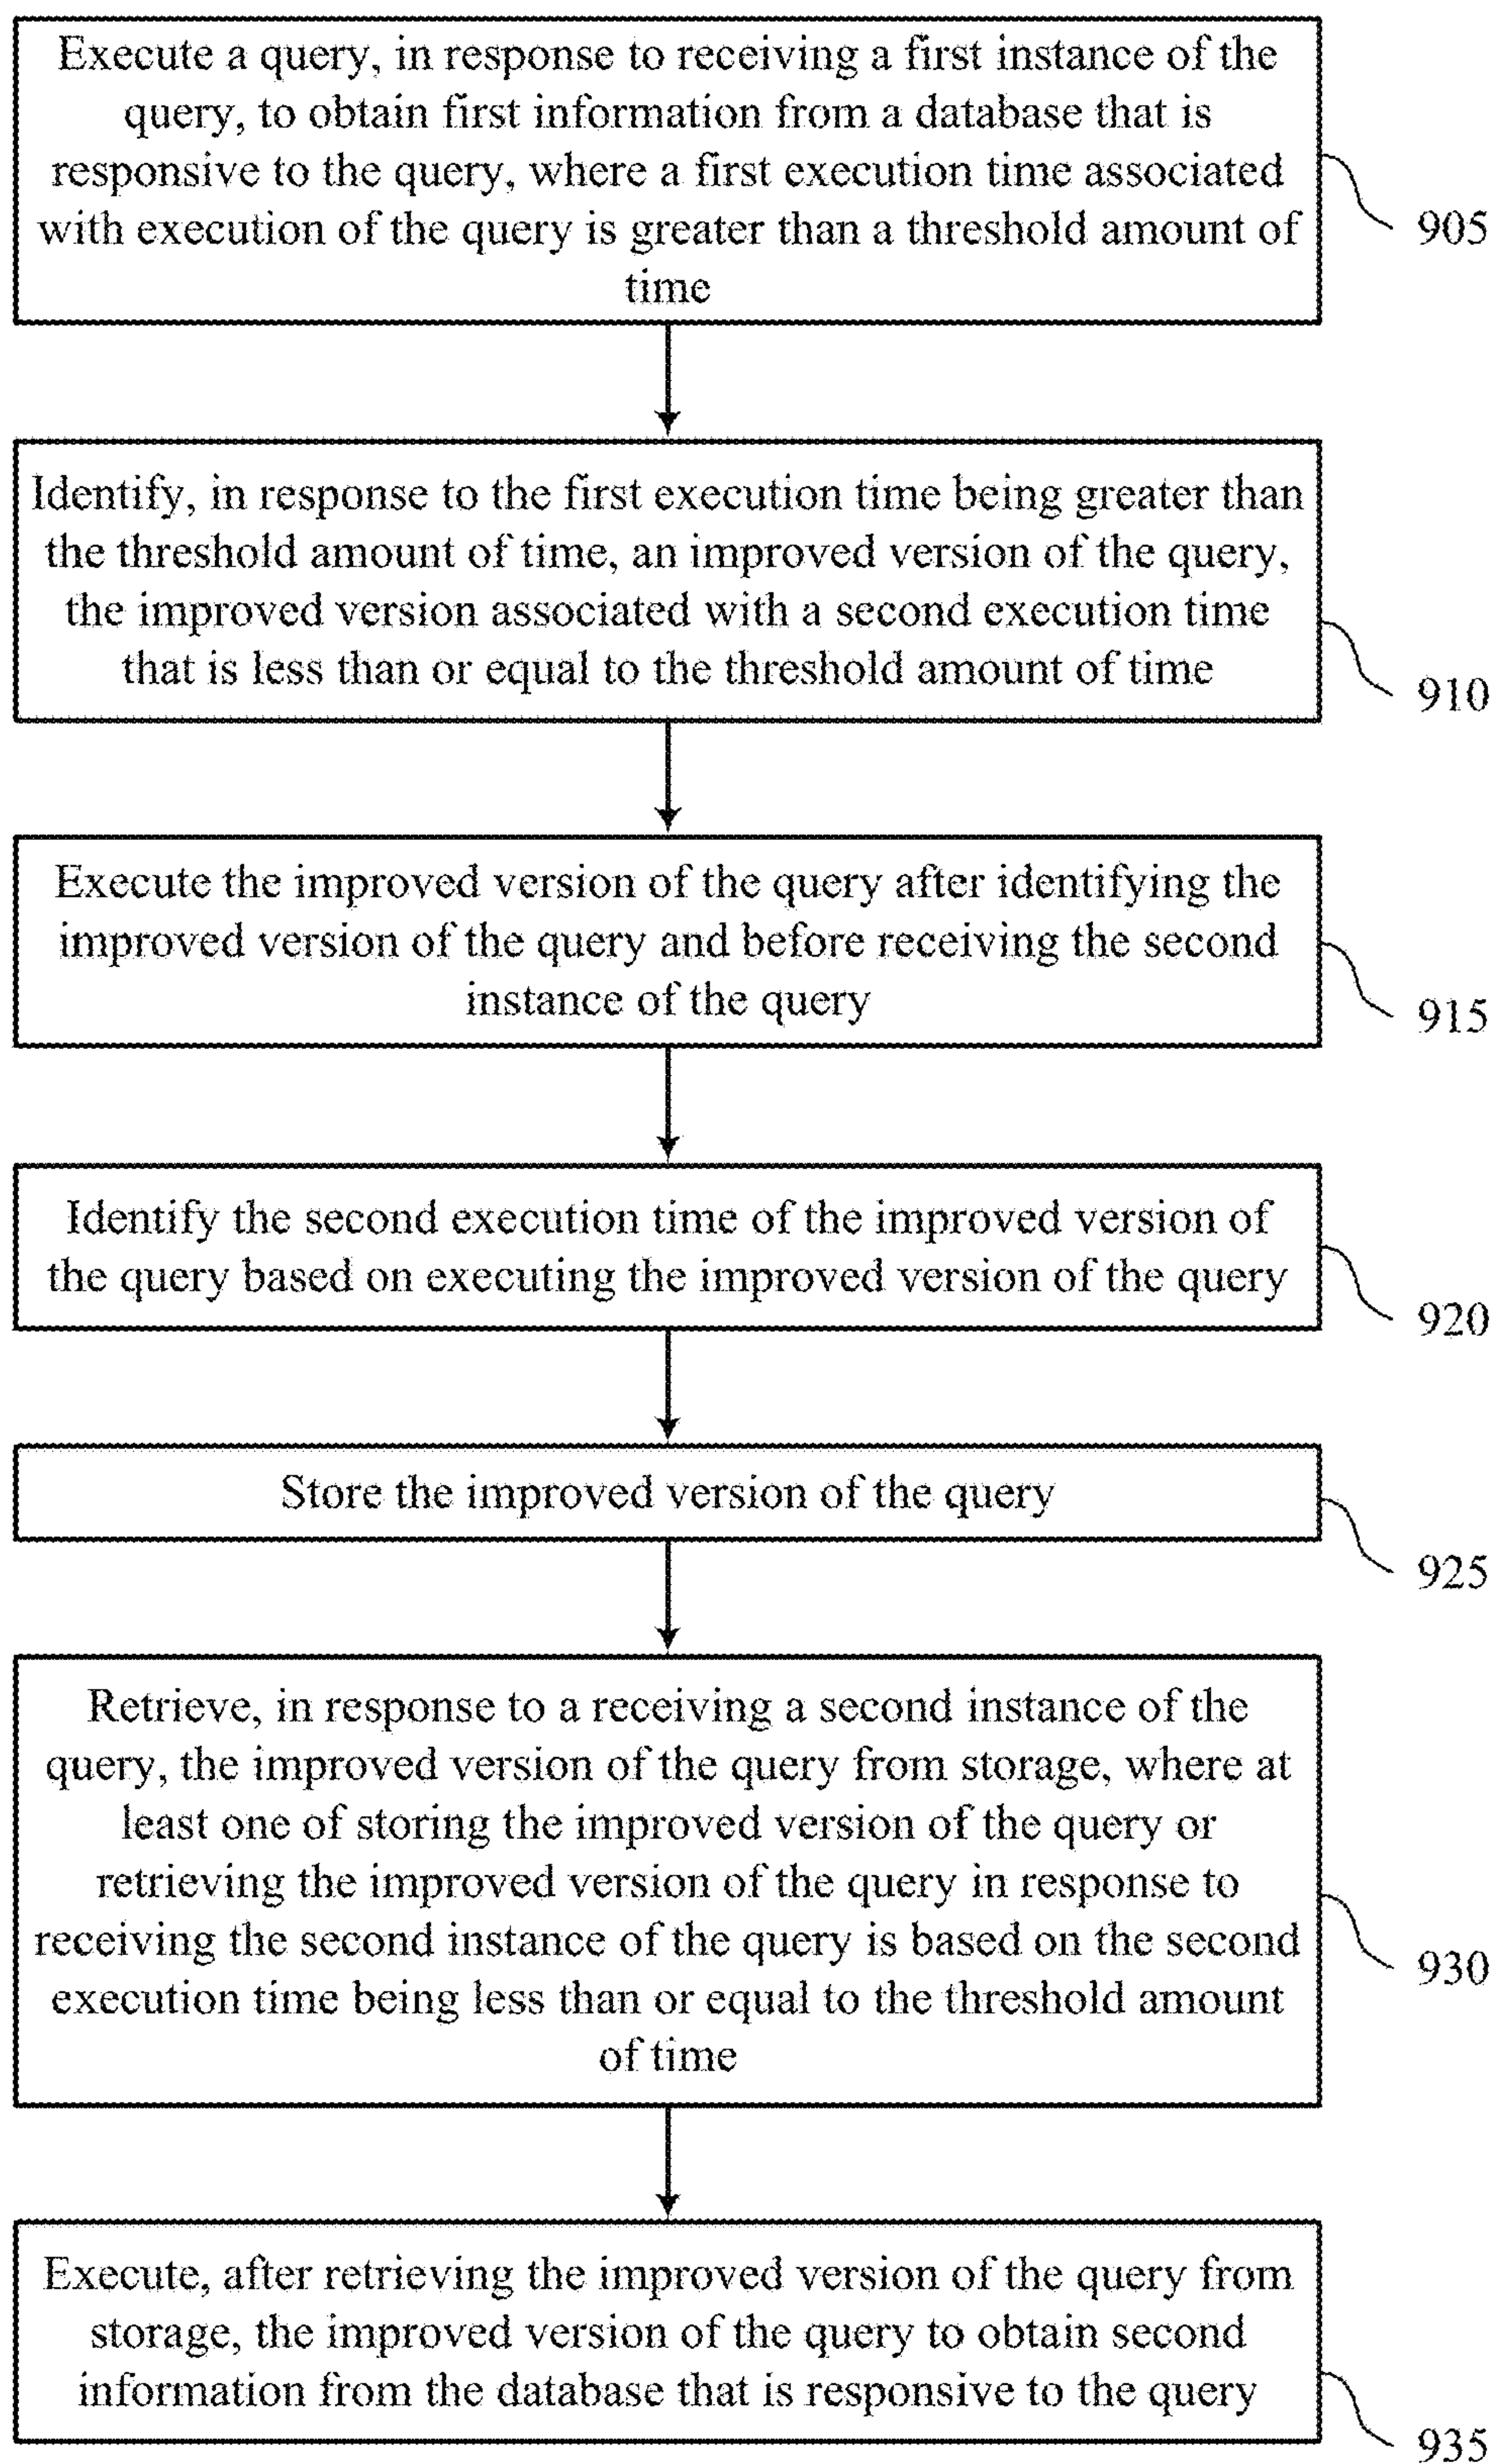 Execute a query, in response to receiving a first instance of the
query, to obtain first information from a database that is
responsive to the query, where a first execution time associated
with execution of the query is greater than a threshold amount of
time
905
Identify, in response to the first execution time being greater than
the threshold amount of time, an improved version of the query,
the improved version associated with a second execution time
that is less than or equal to the threshold amount of time
910
Execute the improved version of the query after identifying the
improved version of the query and before receiving the second
instance of the query
915
Identify the second execution time of the improved version of
the query based on executing the improved version of the query
920
Store the improved version of the query
925
Retrieve, in response to a receiving a second instance of the
query, the improved version of the query from storage, where at
least one of storing the improved version of the query or
retrieving the improved version of the query in response to
receiving the second instance of the query is based on the second
execution time being less than or equal to the threshold amount
of time
930
Execute, after retrieving the improved version of the query from
storage, the improved version of the query to obtain second
information from the database that is responsive to the query
935